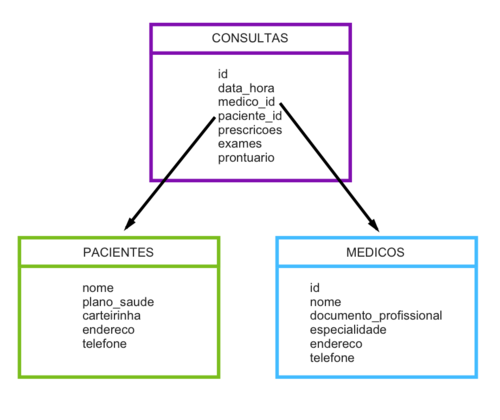 CONSULTAS
id
data_hora
medico_id
paciente_id
prescricoes
exames
prontuario
PACIENTES
nome
plano_saude
carteirinha
endereco
telefone
MEDICOS
id
nome
documento_profissional
especialidade
endereco
telefone